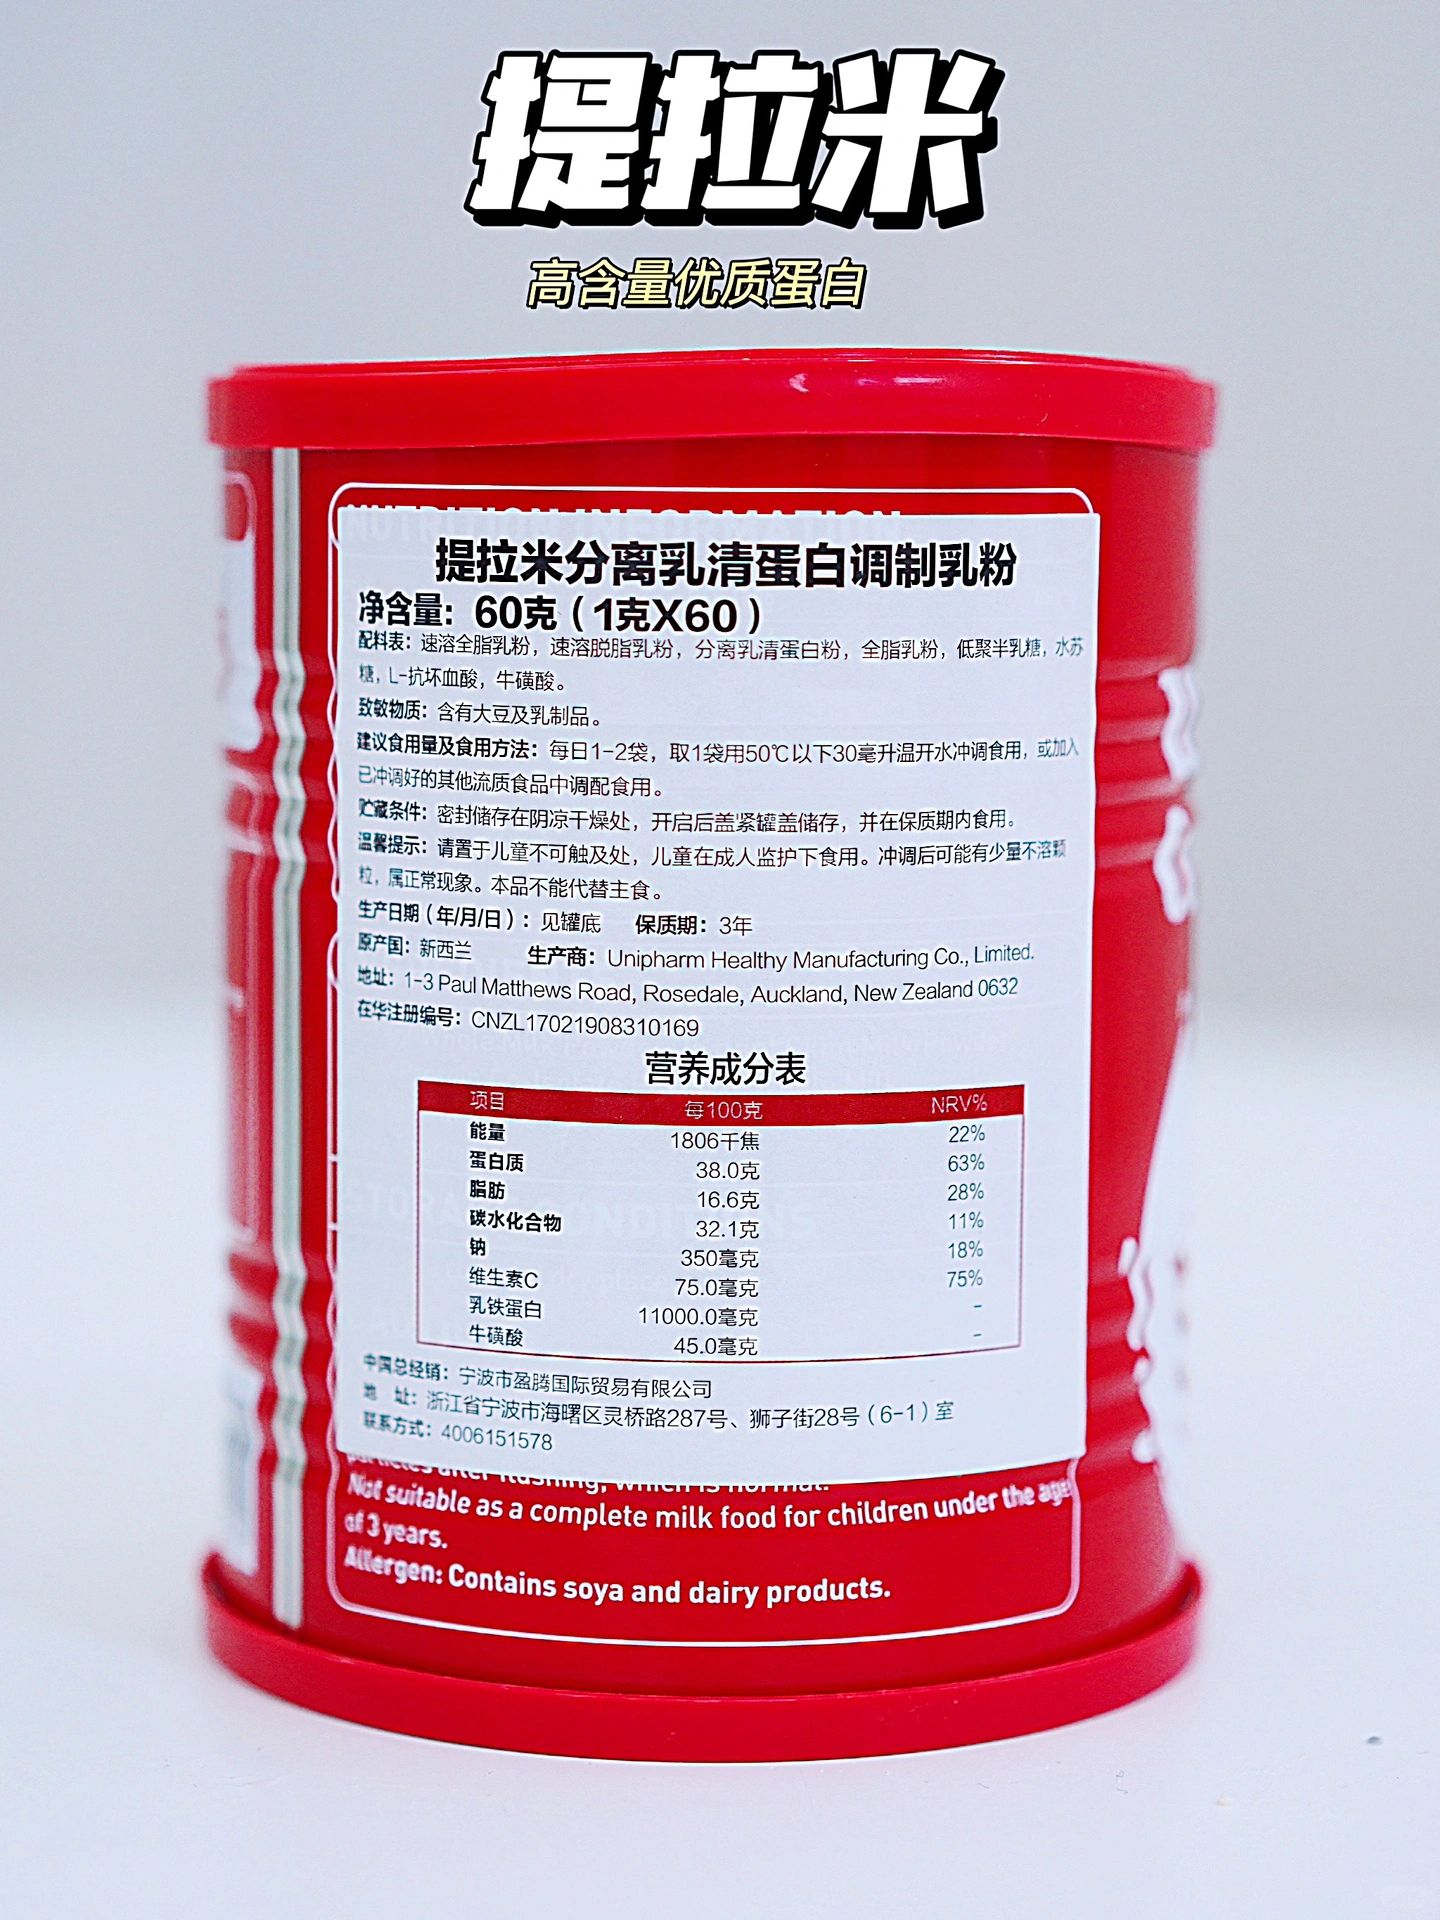 提拉米
高含量优质蛋白
NUTRITION INFORMATION
提拉米分离乳清蛋白调制乳粉
净含量：60克（1克X60）
配料表：速溶全脂乳粉，速溶脱脂乳粉，分离乳清蛋白粉，全脂乳粉，低聚半乳糖，水苏
糖，L-抗坏血酸，牛磺酸。
致敏物质：含有大豆及乳制品。
建议食用量及食用方法：每日1-2袋，取1袋用50℃以下30毫升温开水冲调食用，或加入
已冲调好的其他流质食品中调配食用。
贮藏条件：密封储存在阴凉干燥处，开启后盖紧罐盖储存，并在保质期内食用。
温馨提示：请置于儿童不可触及处，儿童在成人监护下食用。冲调后可能有少量不溶颗
粒，属正常现象。本品不能代替主食。
生产日期（年/月/日）：见罐底 保质期：3年
原产国：新西兰 生产商：Unipharm Healthy Manufacturing Co., Limited.
地址：1-3 Paul Matthews Road, Rosedale, Auckland, New Zealand 0632
在华注册编号：CNZL17021908310169
营养成分表
项目 每100克 NRV%
能量 1806千焦 22%
蛋白质 38.0克 63%
脂肪 16.6克 28%
碳水化合物 32.1克 11%
钠 350毫克 18%
维生素C 75.0毫克 75%
乳铁蛋白 11000.0毫克 -
牛磺酸 45.0毫克 -
中国总经销：宁波市盈腾国际贸易有限公司
地 址：浙江省宁波市海曙区灵桥路287号、狮子街28号（6-1）室
联系方式：4006151578
which is normal.
Not suitable as a complete milk food for children under the age
of 3 years.
Allergen: Contains soya and dairy products.